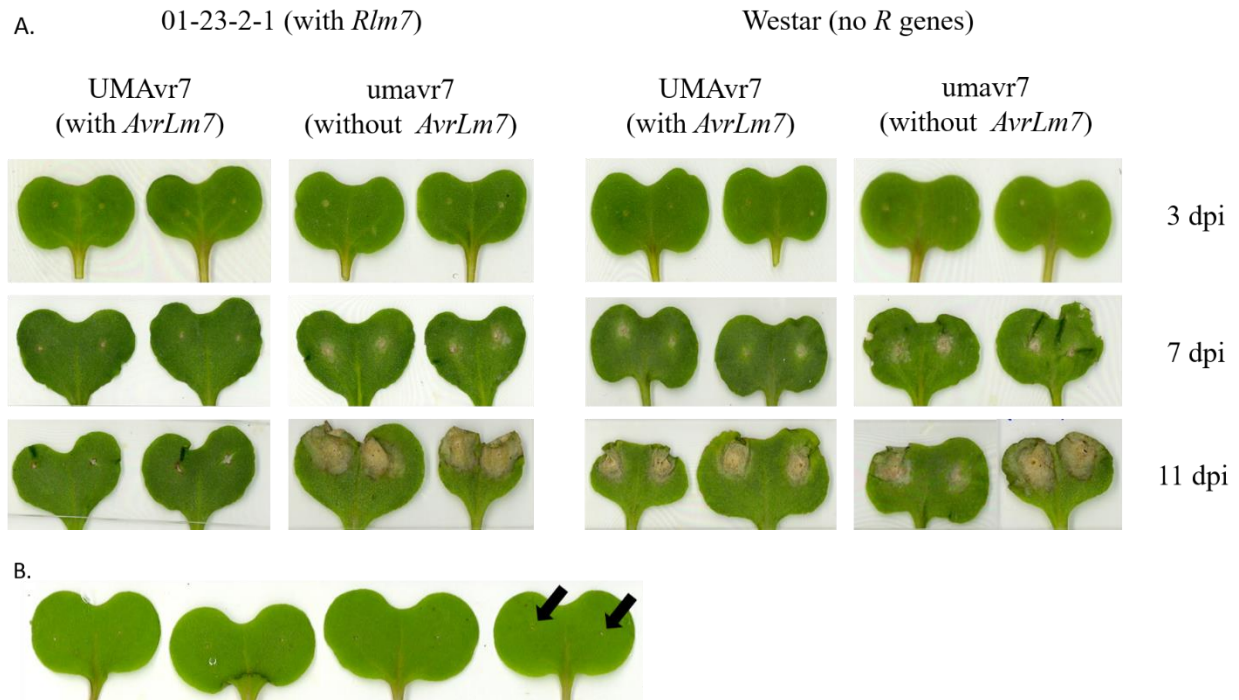 A.
01-23-2-1 (with Rlm7)
Westar (no R genes)
UMAvr7
(with AvrLm7)
umavr7
(without AvrLm7)
UMAvr7
(with AvrLm7)
umavr7
(without AvrLm7)
3 dpi
7 dpi
11 dpi
B.